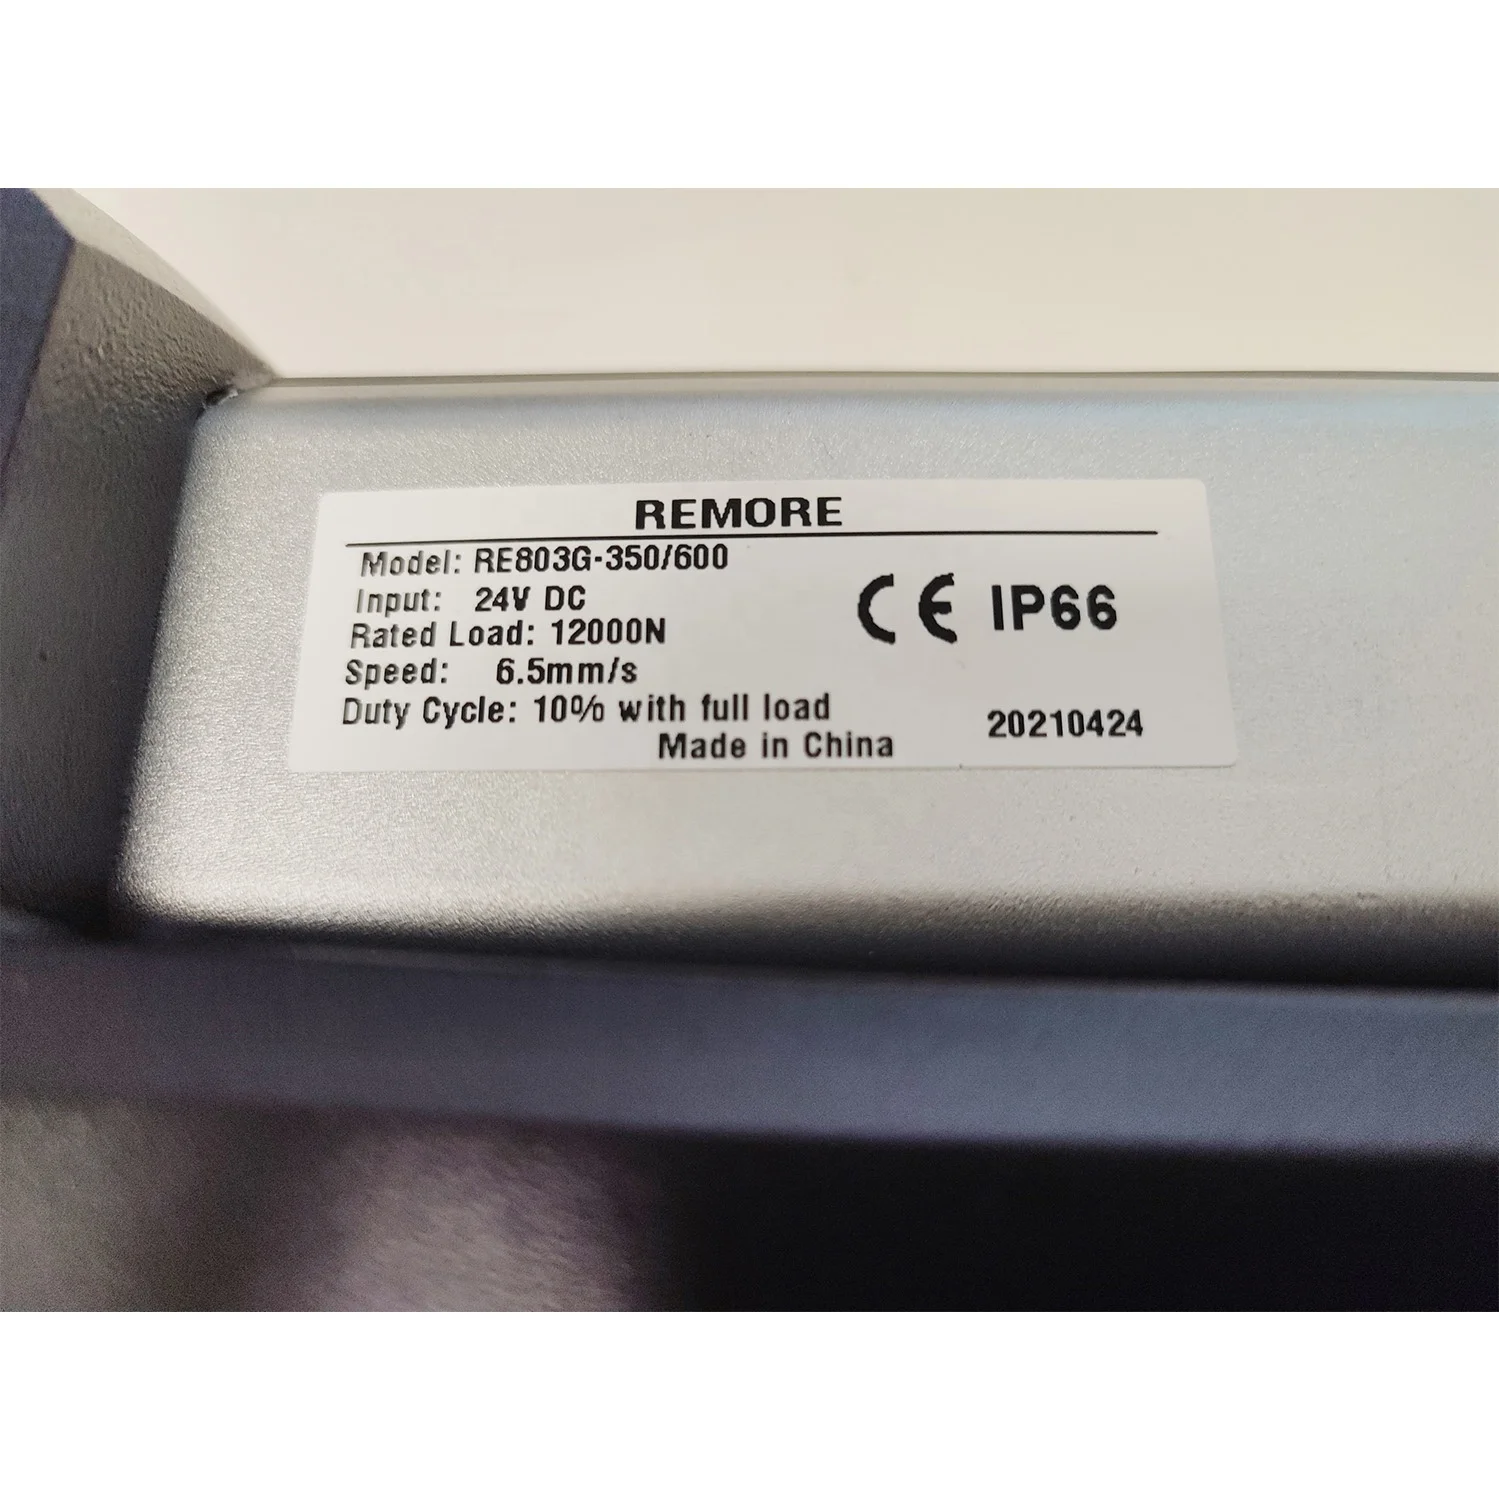 REMORE
Model: RE803G-350/600
Input: 24V DC
Rated Load: 12000N
Speed: 6.5mm/s
Duty Cycle: 10% with full load
Made in China
CE IP66
20210424